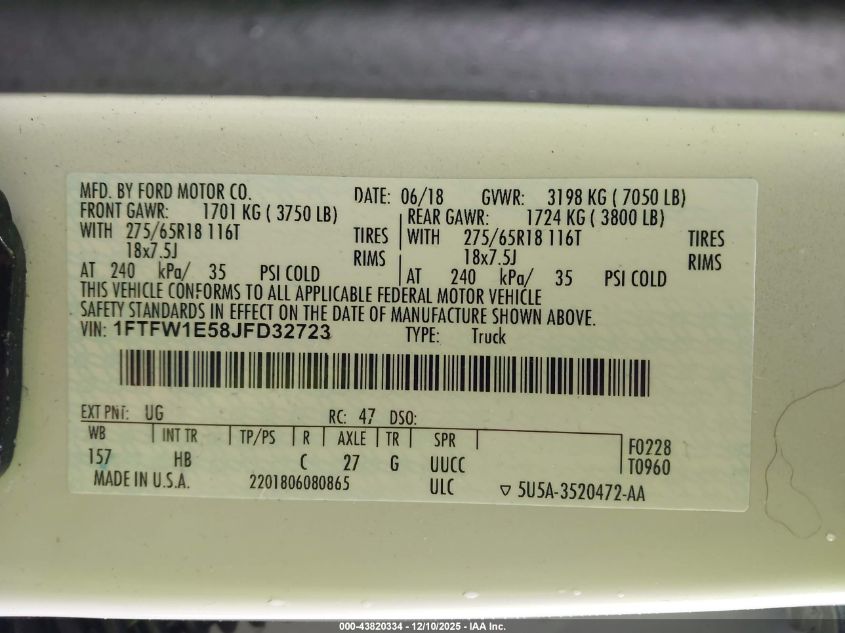 MFD. BY FORD MOTOR CO. DATE: 06/18 GVWR: 3198 KG ( 7050 LB)
FRONT GAWR: 1701 KG ( 3750 LB) REAR GAWR: 1724 KG ( 3800 LB)
WITH 275/65R18 116T TIRES WITH 275/65R18 116T TIRES
18x7.5J RIMS 18x7.5J RIMS
AT 240 kPa/ 35 PSI COLD AT 240 kPa/ 35 PSI COLD
THIS VEHICLE CONFORMS TO ALL APPLICABLE FEDERAL MOTOR VEHICLE
SAFETY STANDARDS IN EFFECT ON THE DATE OF MANUFACTURE SHOWN ABOVE.
VIN: 1FTFW1E58JFD32723 TYPE: Truck
EXT PNT: UG RC: 47 DSO:
WB INT TR TP/PS R AXLE TR SPR F0228
157 HB C 27 G UUCC T0960
MADE IN U.S.A. 2201806080865 ULC ▽ 5U5A-3520472-AA
000-43820334 - 12/10/2025 - IAA Inc.